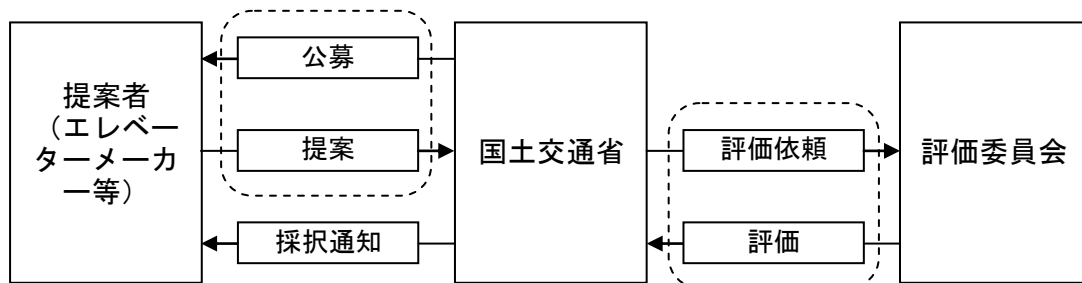 提案者
（エレベー
ターメーカ
ー等）
公募
提案
採択通知
国土交通省
評価依頼
評価
評価委員会